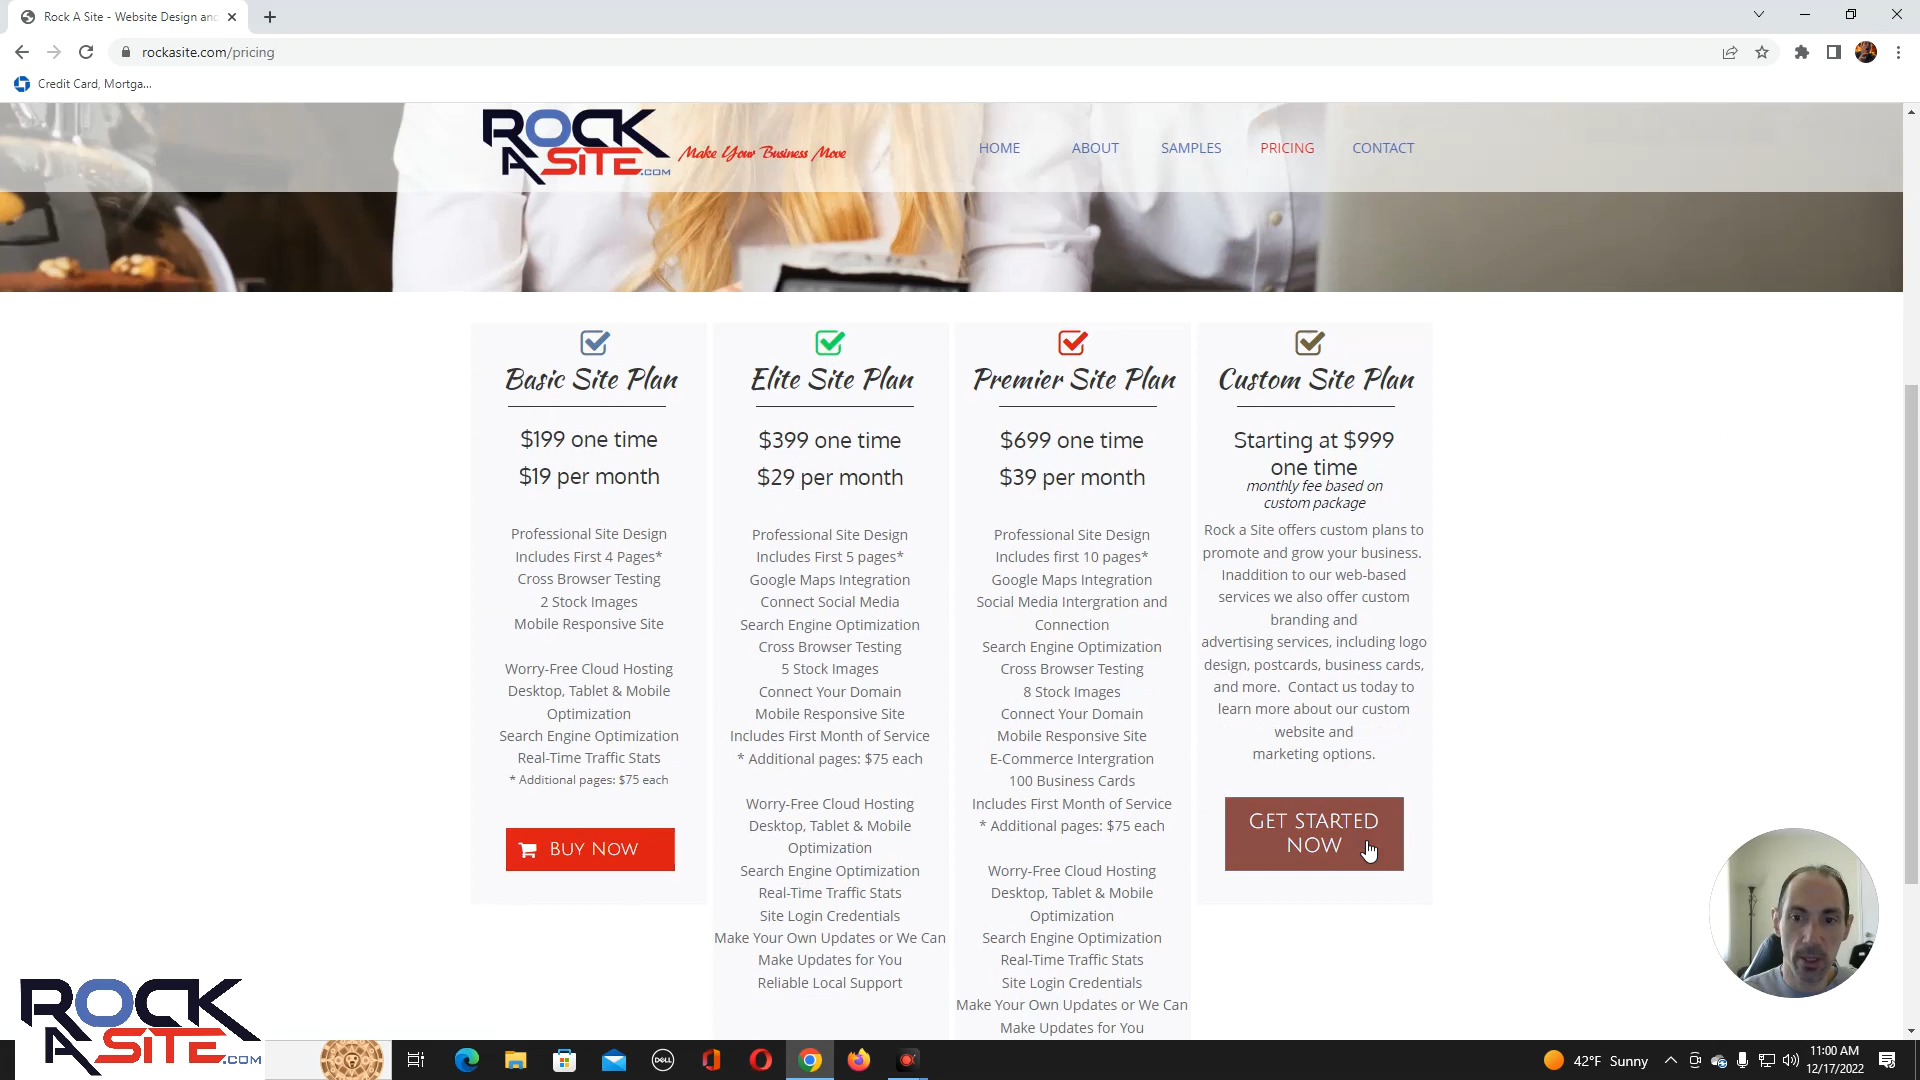 Rock A Site - Website Design and
rockasite.com/pricing
Credit Card, Mortga...
ROCK
A SITE.COM
Make Your Business Move
HOME
ABOUT
SAMPLES
PRICING
CONTACT
Basic Site Plan
$199 one time
$19 per month
Professional Site Design
Includes First 4 Pages*
Cross Browser Testing
2 Stock Images
Mobile Responsive Site
Worry-Free Cloud Hosting
Desktop, Tablet & Mobile
Optimization
Search Engine Optimization
Real-Time Traffic Stats
* Additional pages: $75 each
BUY NOW
Elite Site Plan
$399 one time
$29 per month
Professional Site Design
Includes First 5 pages*
Google Maps Integration
Connect Social Media
Search Engine Optimization
Cross Browser Testing
5 Stock Images
Connect Your Domain
Mobile Responsive Site
Includes First Month of Service
* Additional pages: $75 each
Worry-Free Cloud Hosting
Desktop, Tablet & Mobile
Optimization
Search Engine Optimization
Real-Time Traffic Stats
Site Login Credentials
Make Your Own Updates or We Can
Make Updates for You
Reliable Local Support
Premier Site Plan
$699 one time
$39 per month
Professional Site Design
Includes first 10 pages*
Google Maps Integration
Social Media Intergration and
Connection
Search Engine Optimization
Cross Browser Testing
8 Stock Images
Connect Your Domain
Mobile Responsive Site
E-Commerce Intergration
100 Business Cards
Includes First Month of Service
* Additional pages: $75 each
Worry-Free Cloud Hosting
Desktop, Tablet & Mobile
Optimization
Search Engine Optimization
Real-Time Traffic Stats
Site Login Credentials
Make Your Own Updates or We Can
Make Updates for You
Custom Site Plan
Starting at $999
one time
monthly fee based on
custom package
Rock a Site offers custom plans to
promote and grow your business.
Inaddition to our web-based
services we also offer custom
branding and
advertising services, including logo
design, postcards, business cards,
and more. Contact us today to
learn more about our custom
website and
marketing options.
GET STARTED
NOW
ROCK
A SITE.COM
DELL
42°F Sunny
11:00 AM
12/17/2022